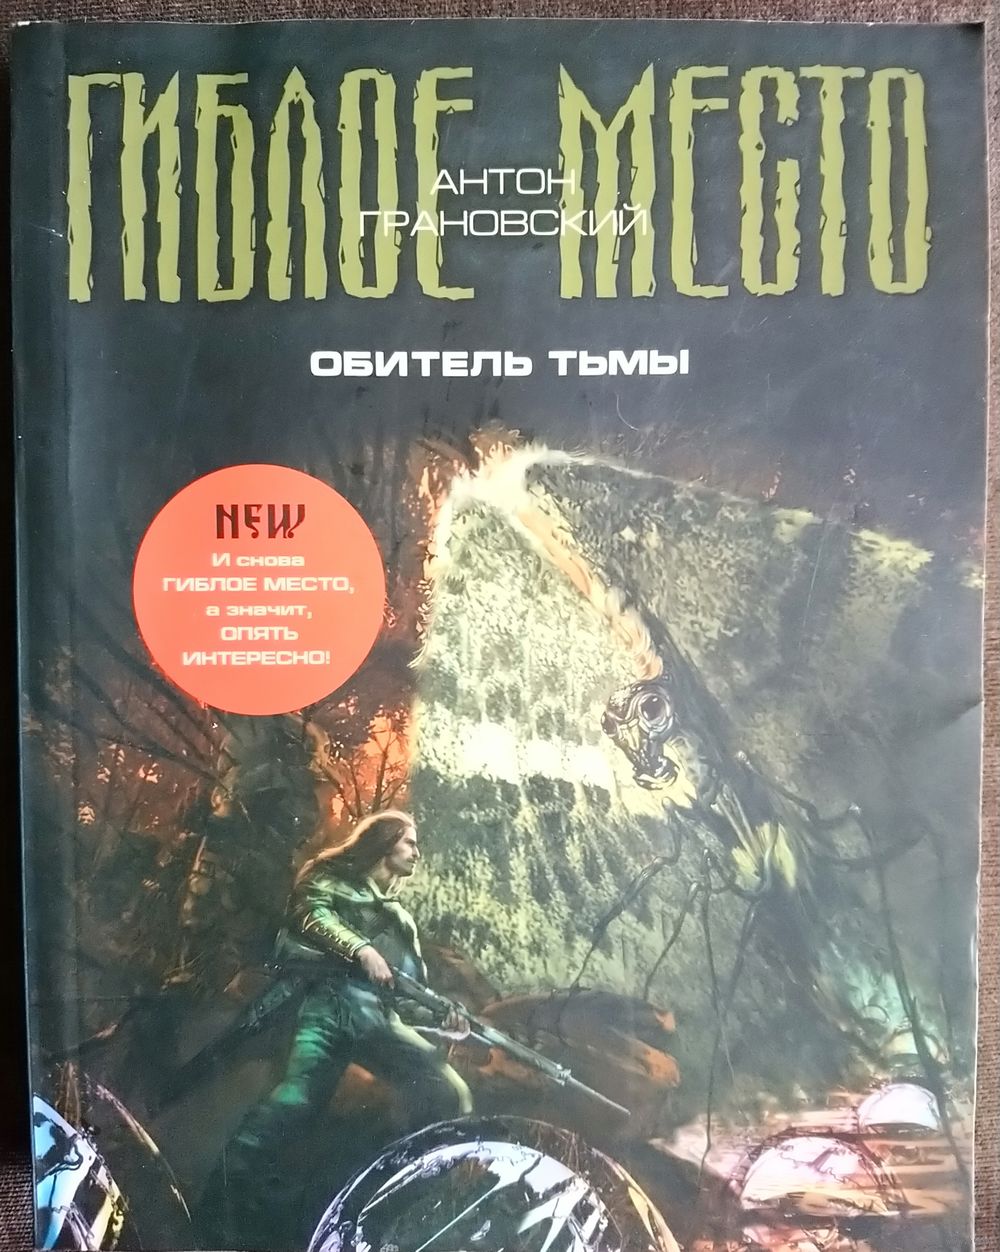 ГИБЛОЕ МЕСТО
АНТОН
ГРАНОВСКИЙ
ОБИТЕЛЬ ТЬМЫ
NEW
И снова
ГИБЛОЕ МЕСТО,
а значит,
ОПЯТЬ
ИНТЕРЕСНО!